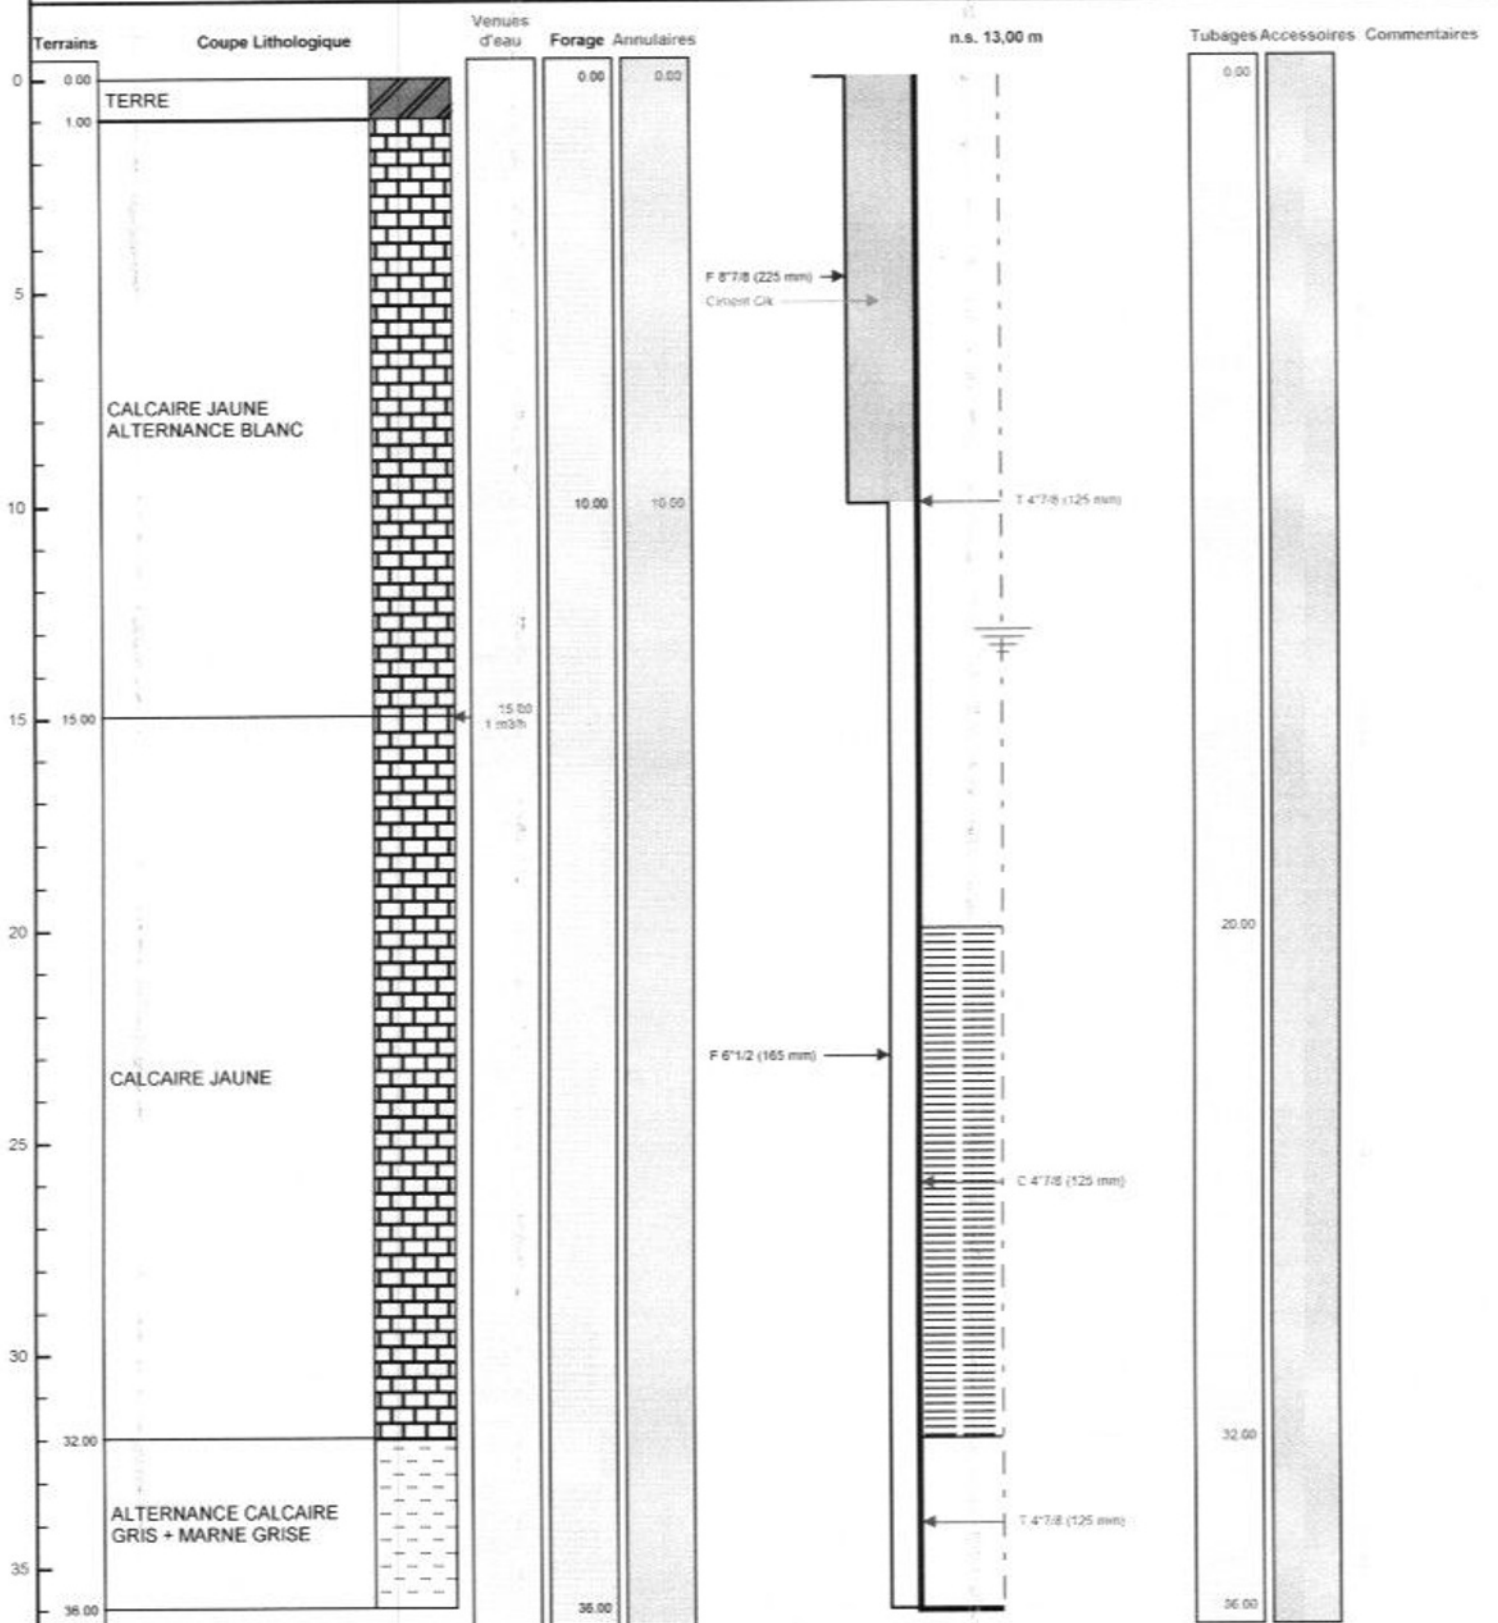 Terrains
Coupe Lithologique
Venues
d'eau
Forage
Annulaires
n.s. 13,00 m
Tubages
Accessoires
Commentaires
0
0.00
TERRE
1.00
0.00
0.00
0.00
5
F 8"7/8 (225 mm)
CALCAIRE JAUNE
ALTERNANCE BLANC
10
10.00
10.00
T 4"7/8 (125 mm)
15
15.00
15.00
1 m3/h
20
20.00
F 6"1/2 (165 mm)
CALCAIRE JAUNE
25
C 4"7/8 (125 mm)
30
32.00
32.00
ALTERNANCE CALCAIRE
GRIS + MARNE GRISE
T 4"7/8 (125 mm)
35
36.00
36.00
36.00